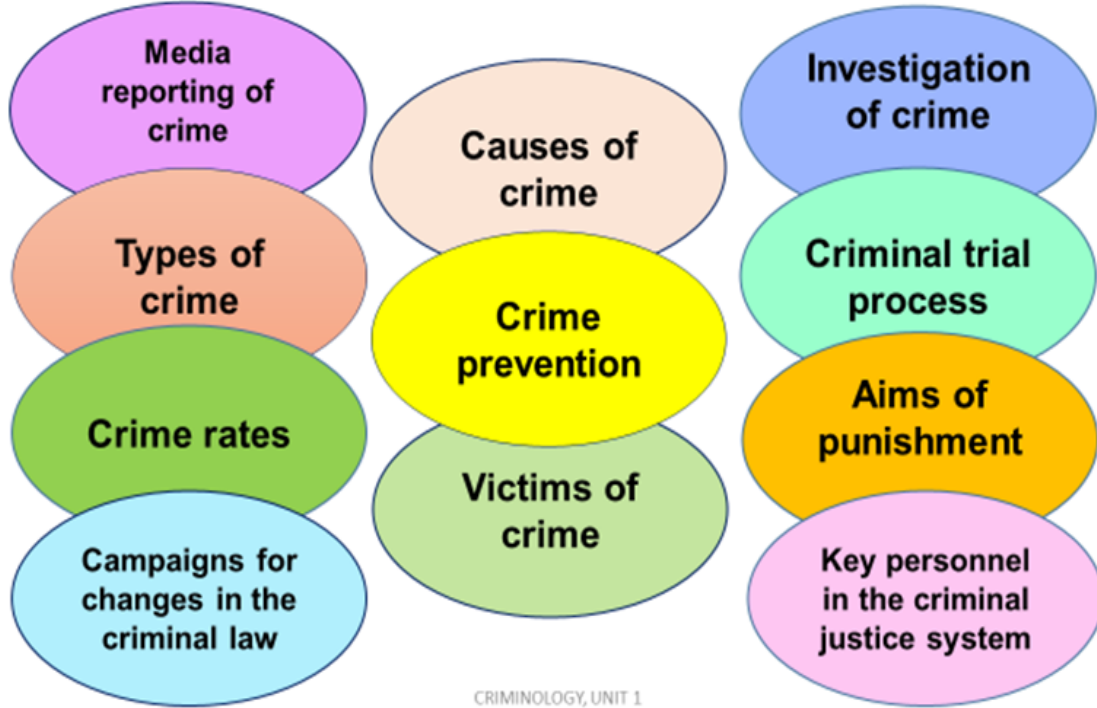 Media
reporting of
crime
Types of
crime
Crime rates
Campaigns for
changes in the
criminal law
Causes of
crime
Crime
prevention
Victims of
crime
Investigation
of crime
Criminal trial
process
Aims of
punishment
Key personnel
in the criminal
justice system
CRIMINOLOGY, UNIT 1